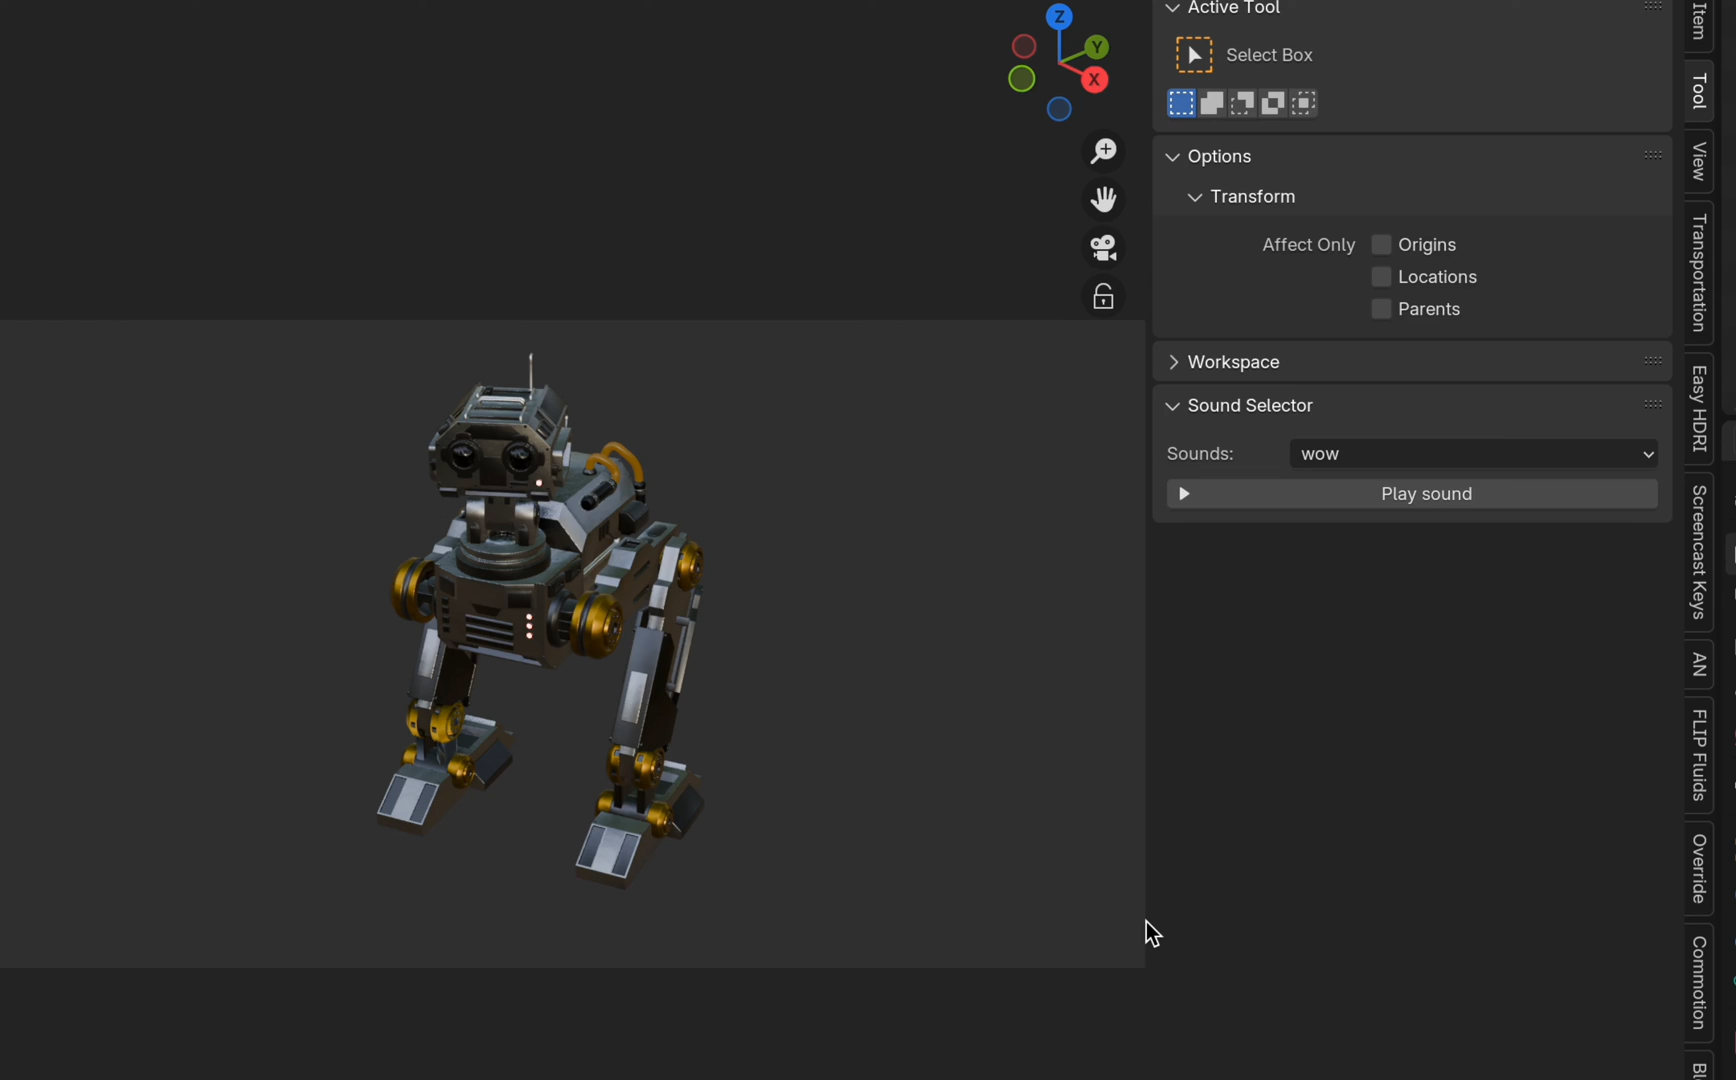 Z
Y
X
Active Tool
Select Box
Options
Transform
Affect Only Origins
Locations
Parents
Workspace
Sound Selector
Sounds: wow
Play sound
Item
Tool
View
Transportation
Easy HDRI
Screencast Keys
AN
FLIP Fluids
Override
Commotion